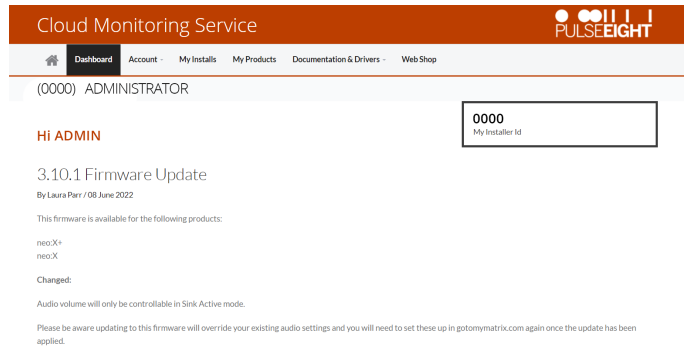 Cloud Monitoring Service
PULSEEIGHT
Dashboard Account My Installs My Products Documentation & Drivers Web Shop
(0000) ADMINISTRATOR
0000
My Installer Id
Hi ADMIN
3.10.1 Firmware Update
By Laura Parr / 08 June 2022
This firmware is available for the following products:
neo:X+
neo:X
Changed:
Audio volume will only be controllable in Sink Active mode.
Please be aware updating to this firmware will override your existing audio settings and you will need to set these up in gotomymatrix.com again once the update has been
applied.